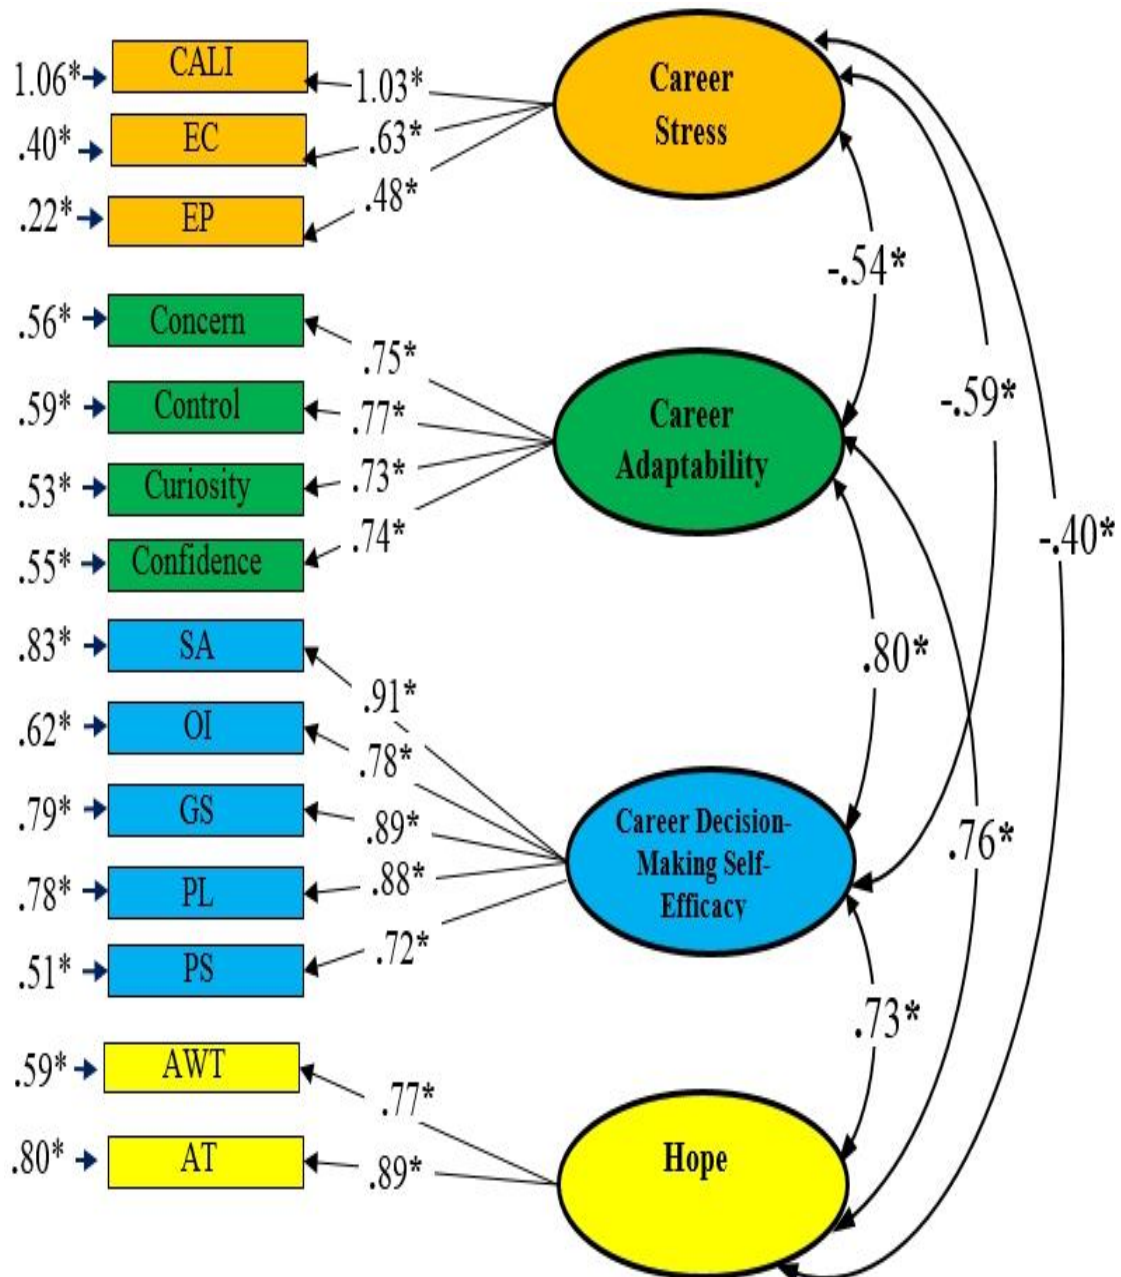 1.06*
CALI
1.03*
Career
Stress
.40*
EC
.63*
.22*
EP
.48*
-.54*
.56*
Concern
.75*
.59*
Control
.77*
Career
Adaptability
-.59*
.53*
Curiosity
.73*
.55*
Confidence
.74*
-.40*
.83*
SA
.91*
.80*
.62*
OI
.78*
.79*
GS
.89*
Career Decision-
Making Self-
Efficacy
.76*
.78*
PL
.88*
.51*
PS
.72*
.73*
.59*
AWT
.77*
.80*
AT
.89*
Hope